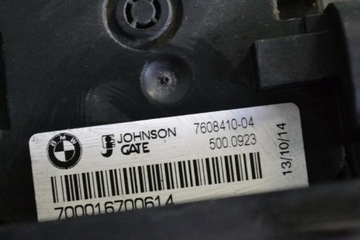 BMW
JOHNSON 7608410-04
GATE 500.0923
13/10/14
700016700614